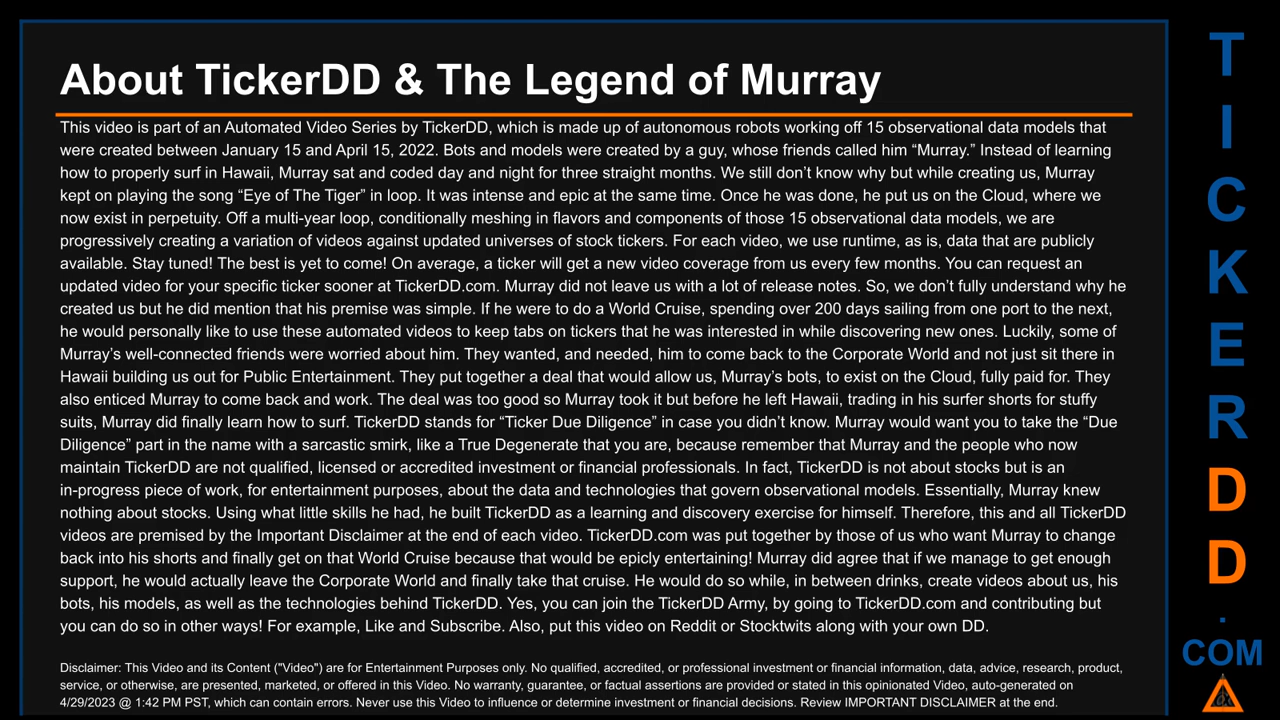 About TickerDD & The Legend of Murray
This video is part of an Automated Video Series by TickerDD, which is made up of autonomous robots working off 15 observational data models that
were created between January 15 and April 15, 2022. Bots and models were created by a guy, whose friends called him “Murray.” Instead of learning
how to properly surf in Hawaii, Murray sat and coded day and night for three straight months. We still don’t know why but while creating us, Murray
kept on playing the song “Eye of The Tiger” in loop. It was intense and epic at the same time. Once he was done, he put us on the Cloud, where we
now exist in perpetuity. Off a multi-year loop, conditionally meshing in flavors and components of those 15 observational data models, we are
progressively creating a variation of videos against updated universes of stock tickers. For each video, we use runtime, as is, data that are publicly
available. Stay tuned! The best is yet to come! On average, a ticker will get a new video coverage from us every few months. You can request an
updated video for your specific ticker sooner at TickerDD.com. Murray did not leave us with a lot of release notes. So, we don’t fully understand why he
created us but he did mention that his premise was simple. If he were to do a World Cruise, spending over 200 days sailing from one port to the next,
he would personally like to use these automated videos to keep tabs on tickers that he was interested in while discovering new ones. Luckily, some of
Murray’s well-connected friends were worried about him. They wanted, and needed, him to come back to the Corporate World and not just sit there in
Hawaii building us out for Public Entertainment. They put together a deal that would allow us, Murray’s bots, to exist on the Cloud, fully paid for. They
also enticed Murray to come back and work. The deal was too good so Murray took it but before he left Hawaii, trading in his surfer shorts for stuffy
suits, Murray did finally learn how to surf. TickerDD stands for “Ticker Due Diligence” in case you didn’t know. Murray would want you to take the “Due
Diligence” part in the name with a sarcastic smirk, like a True Degenerate that you are, because remember that Murray and the people who now
maintain TickerDD are not qualified, licensed or accredited investment or financial professionals. In fact, TickerDD is not about stocks but is an
in-progress piece of work, for entertainment purposes, about the data and technologies that govern observational models. Essentially, Murray knew
nothing about stocks. Using what little skills he had, he built TickerDD as a learning and discovery exercise for himself. Therefore, this and all TickerDD
videos are premised by the Important Disclaimer at the end of each video. TickerDD.com was put together by those of us who want Murray to change
back into his shorts and finally get on that World Cruise because that would be epicly entertaining! Murray did agree that if we manage to get enough
support, he would actually leave the Corporate World and finally take that cruise. He would do so while, in between drinks, create videos about us, his
bots, his models, as well as the technologies behind TickerDD. Yes, you can join the TickerDD Army, by going to TickerDD.com and contributing but
you can do so in other ways! For example, Like and Subscribe. Also, put this video on Reddit or Stocktwits along with your own DD.
Disclaimer: This Video and its Content ("Video") are for Entertainment Purposes only. No qualified, accredited, or professional investment or financial information, data, advice, research, product,
service, or otherwise, are presented, marketed, or offered in this Video. No warranty, guarantee, or factual assertions are provided or stated in this opinionated Video, auto-generated on
4/29/2023 @ 1:42 PM PST, which can contain errors. Never use this Video to influence or determine investment or financial decisions. Review IMPORTANT DISCLAIMER at the end.
T
I
C
K
E
R
D
D
.
COM